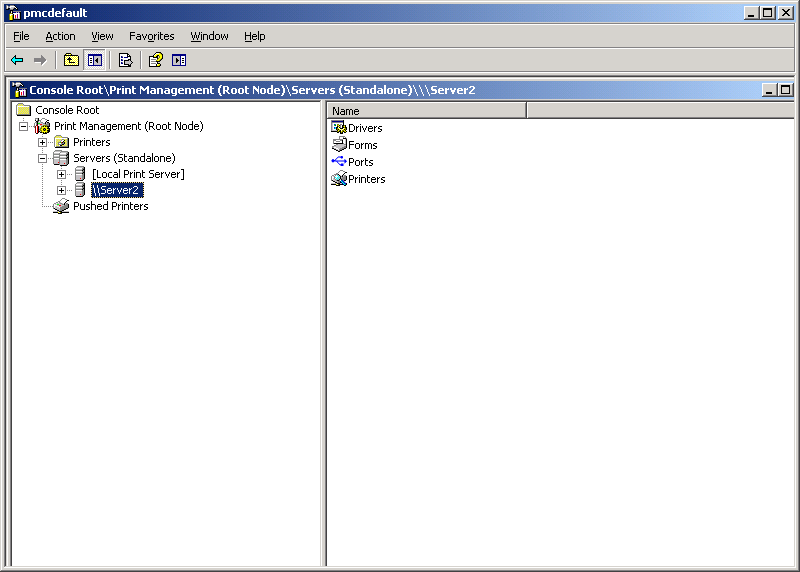 pmcdefault
File Action View Favorites Window Help
Console Root\Print Management (Root Node)\Servers (Standalone)\\\Server2
Console Root
Print Management (Root Node)
Printers
Servers (Standalone)
[Local Print Server]
\\Server2
Pushed Printers
Name
Drivers
Forms
Ports
Printers